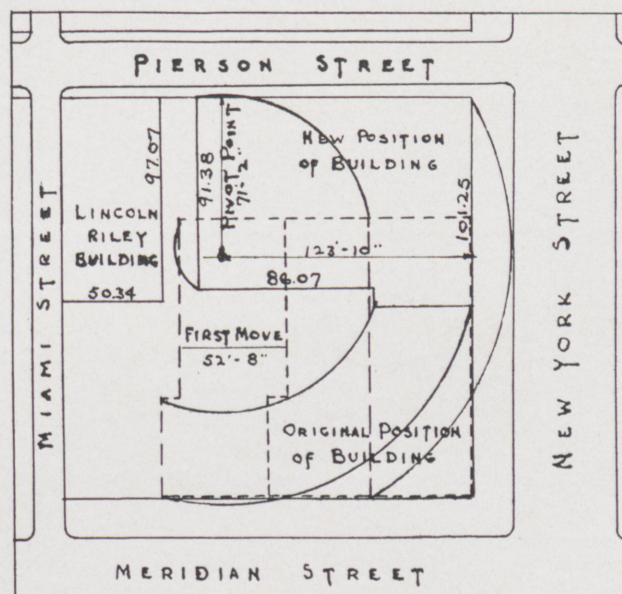 PIERSON STREET
97.07
91.38
PIVOT POINT
71'-2"
NEW POSITION
OF BUILDING
101.25
LINCOLN
RILEY
BUILDING
123'-10"
86.07
50.34
FIRST MOVE
52'-8"
ORIGINAL POSITION
OF BUILDING
MIAMI STREET
NEW YORK STREET
MERIDIAN STREET